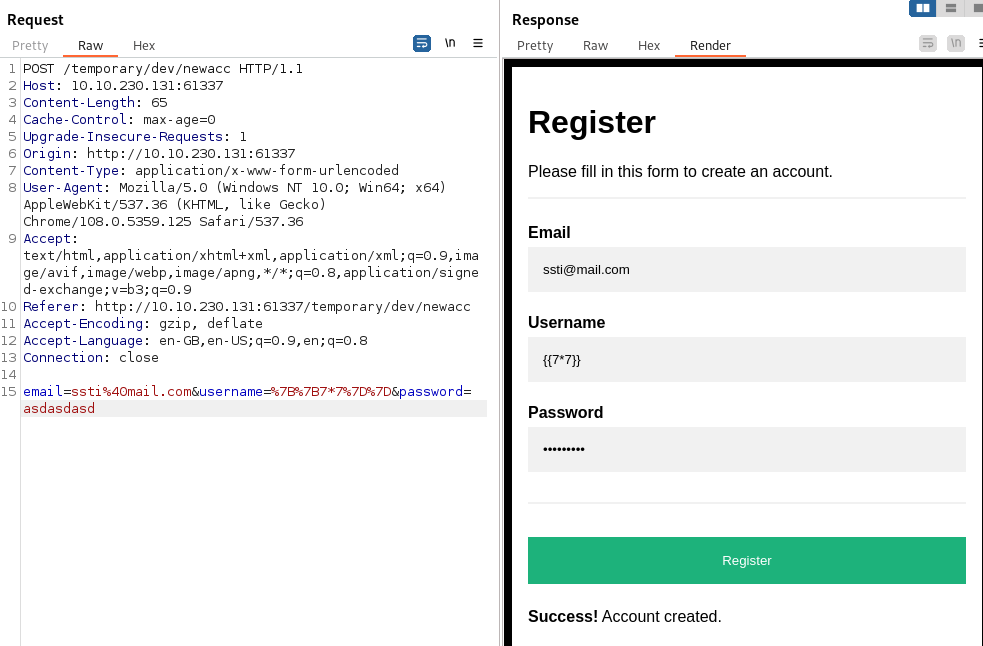 Request
Pretty Raw Hex
\n
1 POST /temporary/dev/newacc HTTP/1.1
2 Host: 10.10.230.131:61337
3 Content-Length: 65
4 Cache-Control: max-age=0
5 Upgrade-Insecure-Requests: 1
6 Origin: http://10.10.230.131:61337
7 Content-Type: application/x-www-form-urlencoded
8 User-Agent: Mozilla/5.0 (Windows NT 10.0; Win64; x64)
AppleWebKit/537.36 (KHTML, like Gecko)
Chrome/108.0.5359.125 Safari/537.36
9 Accept:
text/html,application/xhtml+xml,application/xml;q=0.9,ima
ge/avif,image/webp,image/apng,*/*;q=0.8,application/signe
d-exchange;v=b3;q=0.9
10 Referer: http://10.10.230.131:61337/temporary/dev/newacc
11 Accept-Encoding: gzip, deflate
12 Accept-Language: en-GB,en-US;q=0.9,en;q=0.8
13 Connection: close
14
15 email=ssti%40mail.com&username=%7B%7B7*7%7D%7D&password=
asdasdasd
Response
Pretty Raw Hex Render
\n
Register
Please fill in this form to create an account.
Email
ssti@mail.com
Username
{{7*7}}
Password
•••••••••
Register
Success! Account created.